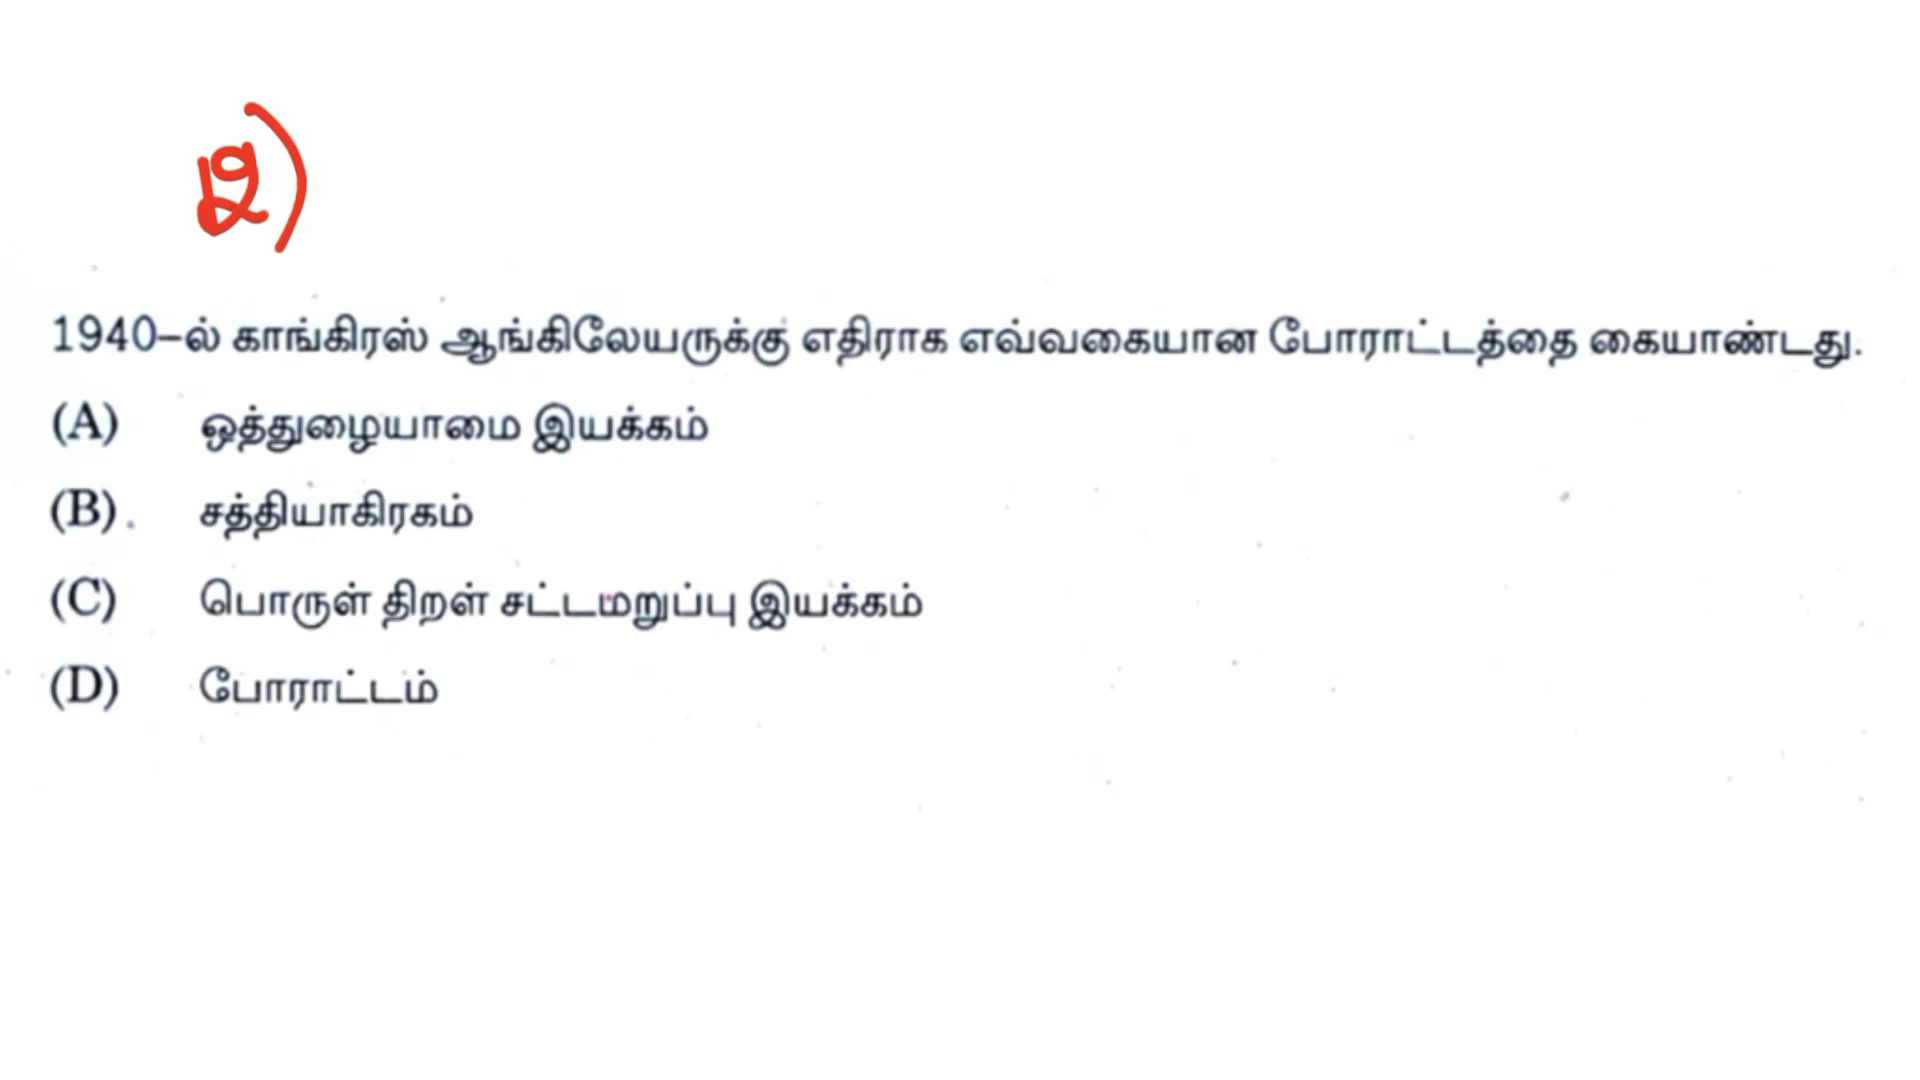 2)
1940–ல் காங்கிரஸ் ஆங்கிலேயருக்கு எதிராக எவ்வகையான போராட்டத்தை கையாண்டது.
(A) ஒத்துழையாமை இயக்கம்
(B) சத்தியாகிரகம்
(C) பொருள் திறள் சட்டமறுப்பு இயக்கம்
(D) போராட்டம்